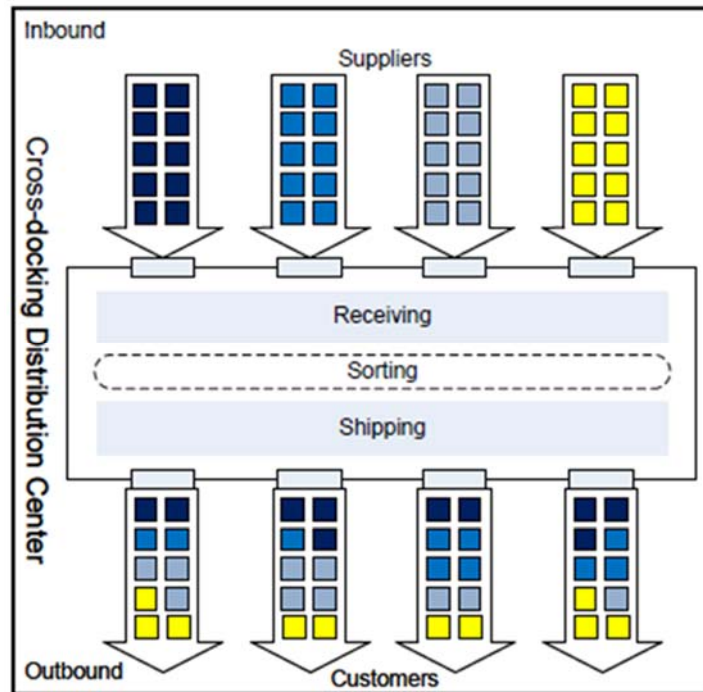 Inbound
Suppliers
Cross-docking Distribution Center
Receiving
Sorting
Shipping
Outbound
Customers